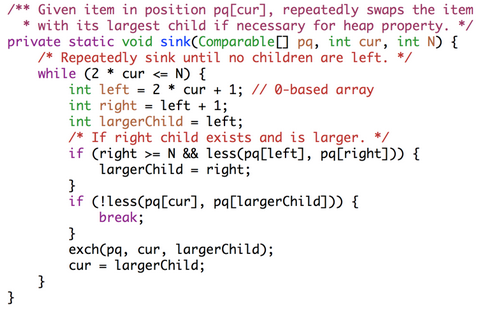 /** Given item in position pq[cur], repeatedly swaps the item
  * with its largest child if necessary for heap property. */
private static void sink(Comparable[] pq, int cur, int N) {
    /* Repeatedly sink until no children are left. */
    while (2 * cur <= N) {
        int left = 2 * cur + 1; // 0-based array
        int right = left + 1;
        int largerChild = left;
        /* If right child exists and is larger. */
        if (right >= N && less(pq[left], pq[right])) {
            largerChild = right;
        }
        if (!less(pq[cur], pq[largerChild])) {
            break;
        }
        exch(pq, cur, largerChild);
        cur = largerChild;
    }
}